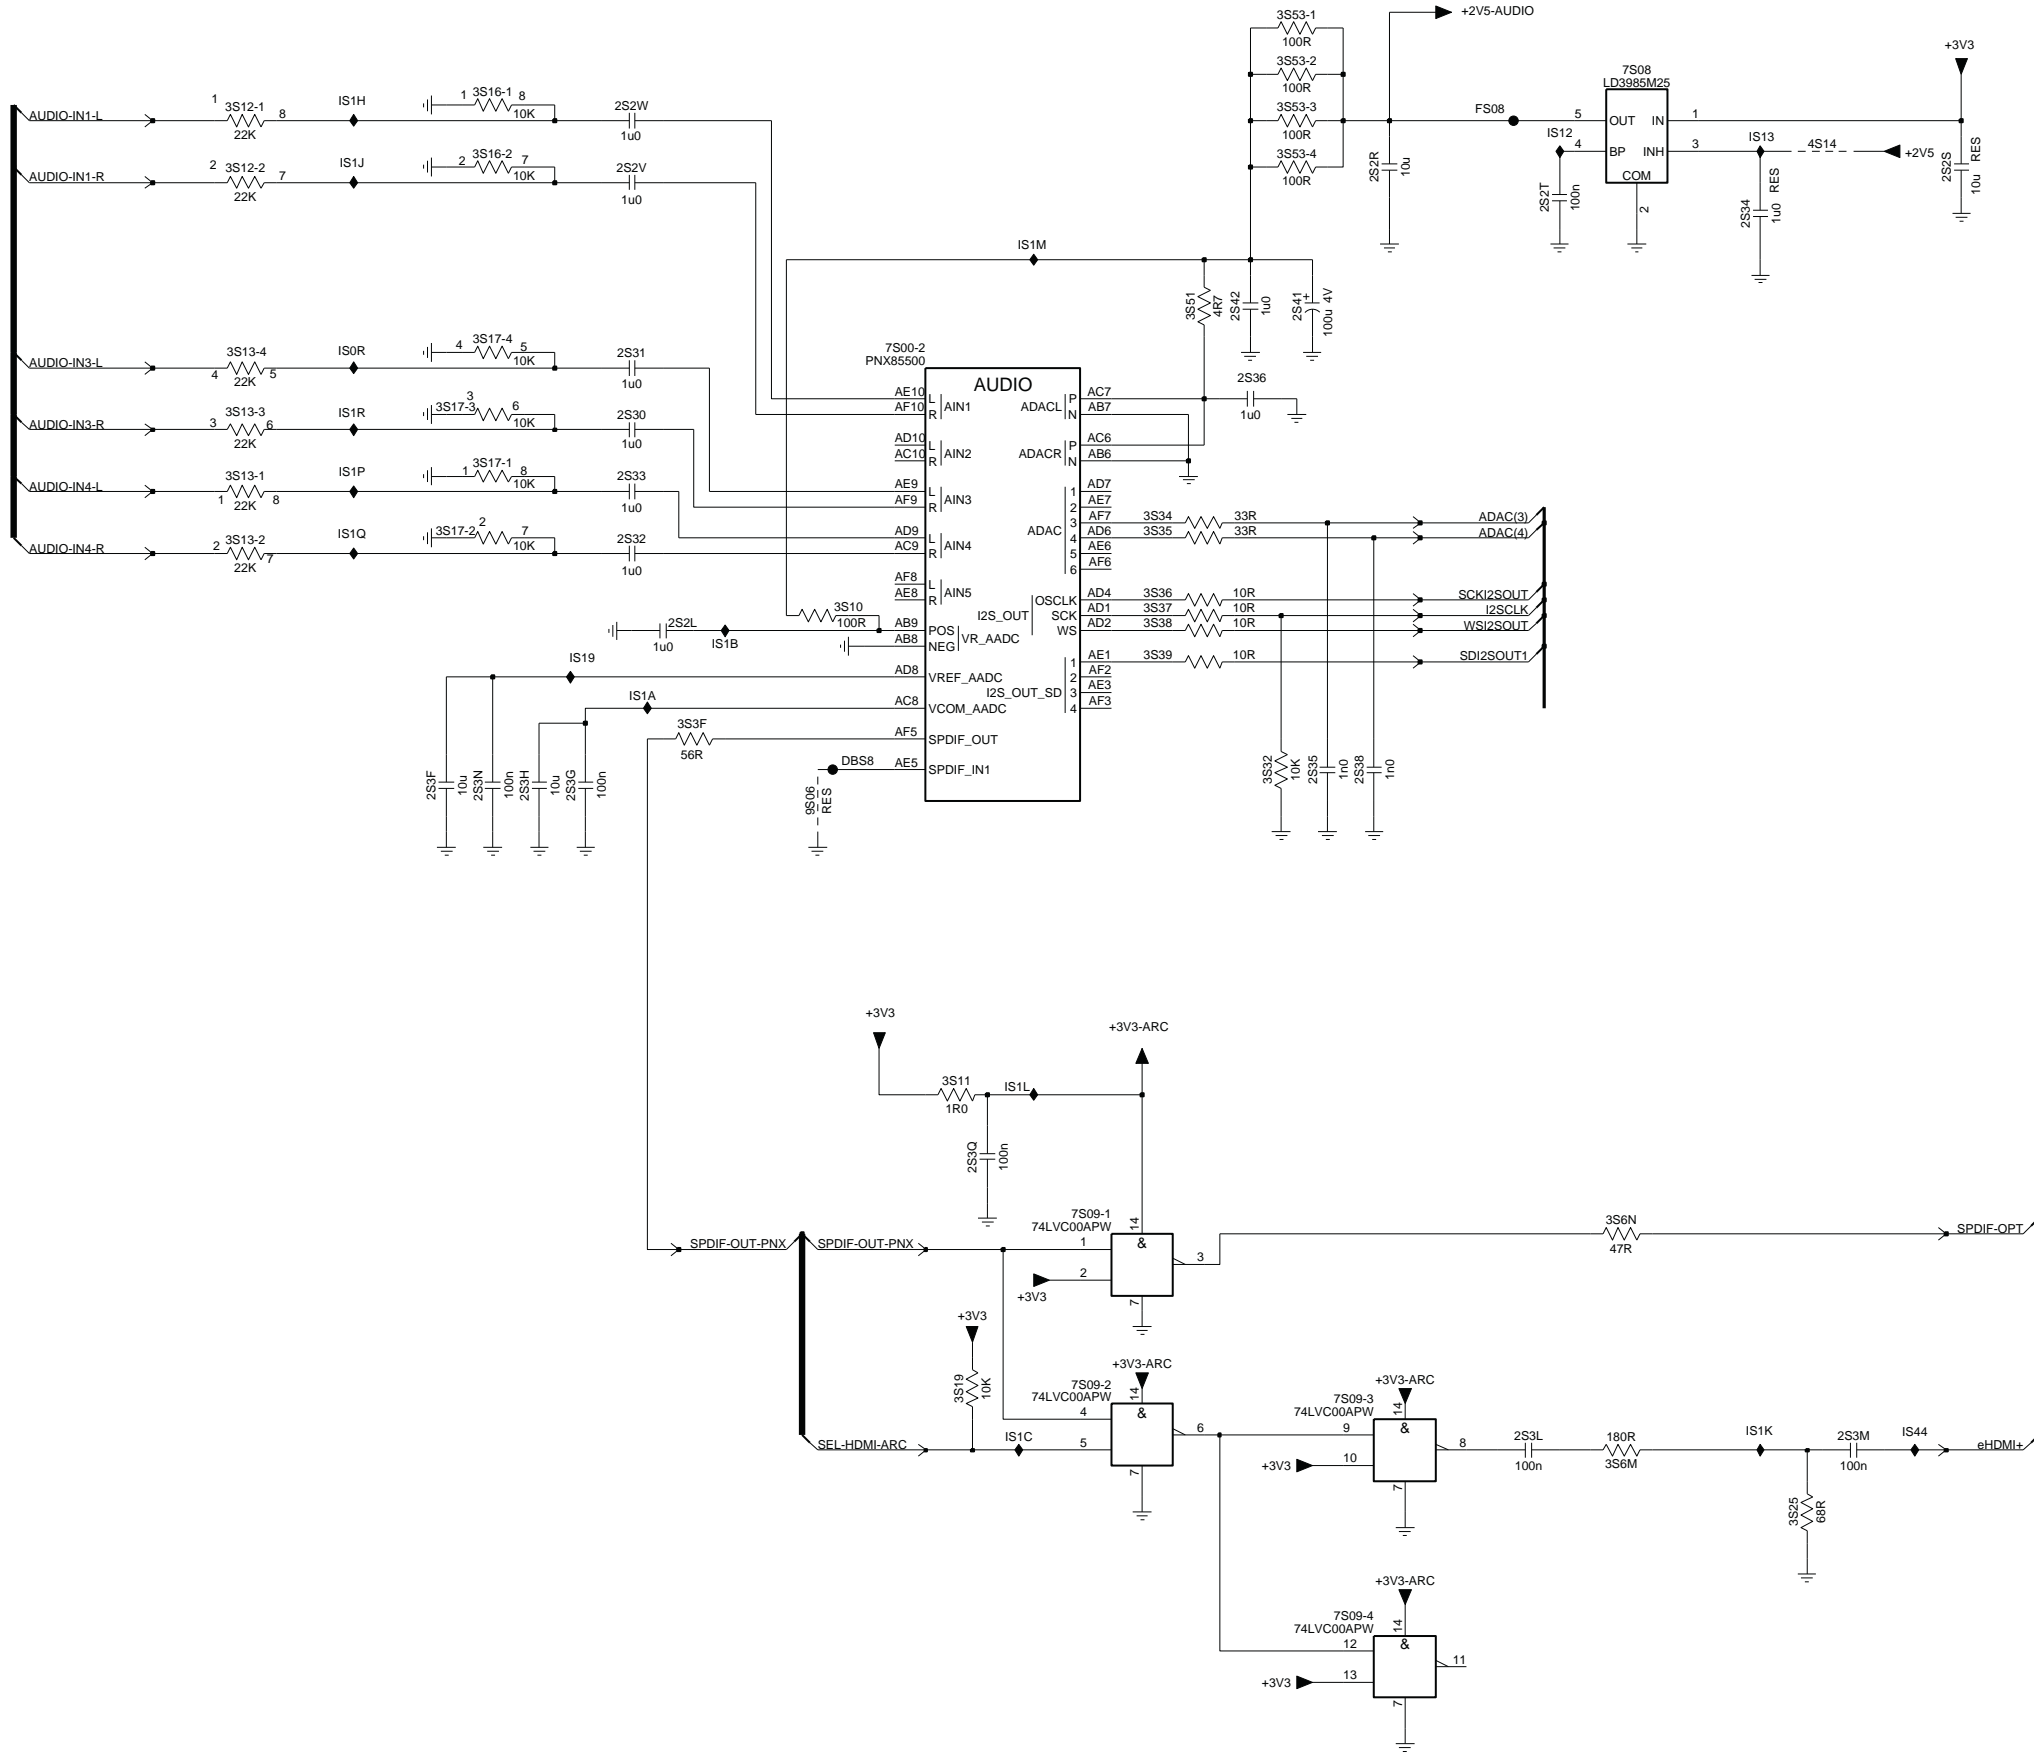 3S53-1
100R
3S53-2
100R
3S53-3
100R
3S53-4
100R
+2V5-AUDIO
+3V3
7S08
LD3985M25
FS08
5 OUT IN 1
IS12
4 BP INH 3
IS13
4S14
+2V5
COM
2
2S2R
10u
2S2T
100n
2S34
1u0
RES
2S2S
10u RES
AUDIO-IN1-L
1 3S12-1 8
22K
IS1H
1 3S16-1 8
10K
2S2W
1u0
AUDIO-IN1-R
2 3S12-2 7
22K
IS1J
2 3S16-2 7
10K
2S2V
1u0
IS1M
3S51
4R7
2S42
1u0
2S41
+
100u 4V
AUDIO-IN3-L
3S13-4
4 22K 5
IS0R
4 3S17-4 5
10K
2S31
1u0
AUDIO-IN3-R
3S13-3
3 22K 6
IS1R
3
3S17-3 6
10K
2S30
1u0
AUDIO-IN4-L
3S13-1
1 22K 8
IS1P
1 3S17-1 8
10K
2S33
1u0
AUDIO-IN4-R
3S13-2
2 22K 7
IS1Q
2
3S17-2 7
10K
2S32
1u0
7S00-2
PNX85500
AUDIO
AE10 L
AF10 R
AIN1
AD10 L
AC10 R
AIN2
AE9 L
AF9 R
AIN3
AD9 L
AC9 R
AIN4
AF8 L
AE8 R
AIN5
AB9 POS
AB8 NEG
VR_AADC
AD8 VREF_AADC
AC8 VCOM_AADC
AF5 SPDIF_OUT
AE5 SPDIF_IN1
ADACL P AC7
N AB7
ADACR P AC6
N AB6
ADAC
1 AD7
2 AE7
3 AF7
4 AD6
5 AE6
6 AF6
I2S_OUT
OSCLK AD4
SCK AD1
WS AD2
I2S_OUT_SD
1 AE1
2 AF2
3 AE3
4 AF3
2S36
1u0
3S34 33R ADAC(3)
3S35 33R ADAC(4)
3S36 10R SCKI2SOUT
3S37 10R I2SCLK
3S38 10R WSI2SOUT
3S39 10R SDI2SOUT1
3S32
10K
2S35
1n0
2S38
1n0
3S10
100R
2S2L
1u0
IS1B
IS19
IS1A
3S3F
56R
DBS8
9S06
RES
2S3F
10u
2S3N
100n
2S3H
10u
2S3G
100n
+3V3
+3V3-ARC
3S11
1R0
IS1L
2S3Q
100n
7S09-1
74LVC00APW
14
&
1
2
3
7
+3V3
SPDIF-OUT-PNX
SPDIF-OUT-PNX
3S6N
47R
SPDIF-OPT
+3V3
3S19
10K
SEL-HDMI-ARC
IS1C
+3V3-ARC
7S09-2
74LVC00APW
14
&
4
5
6
7
+3V3-ARC
7S09-3
74LVC00APW
14
&
9
10
8
7
+3V3
2S3L
100n
180R
3S6M
IS1K
2S3M
100n
IS44
eHDMI+
3S25
68R
+3V3-ARC
7S09-4
74LVC00APW
14
&
12
13
11
7
+3V3